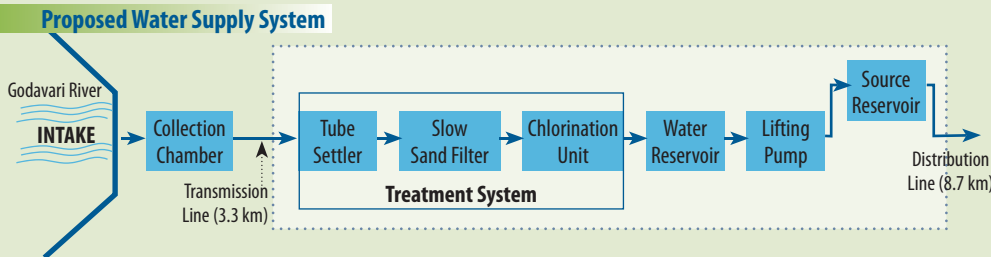 Proposed Water Supply System
Godavari River
INTAKE
Collection
Chamber
Transmission
Line (3.3 km)
Tube
Settler
Slow
Sand Filter
Chlorination
Unit
Treatment System
Water
Reservoir
Lifting
Pump
Source
Reservoir
Distribution
Line (8.7 km)